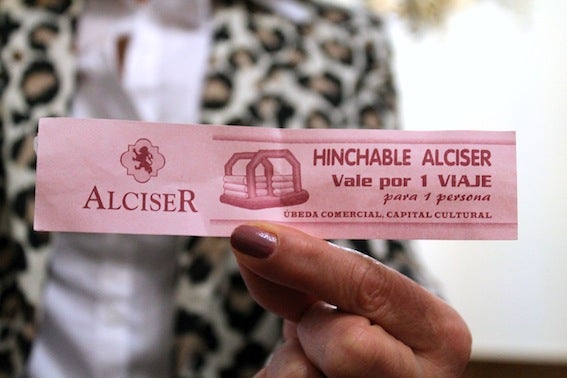 ALCISER
HINCHABLE ALCISER
Vale por 1 VIAJE
para 1 persona
ÚBEDA COMERCIAL, CAPITAL CULTURAL